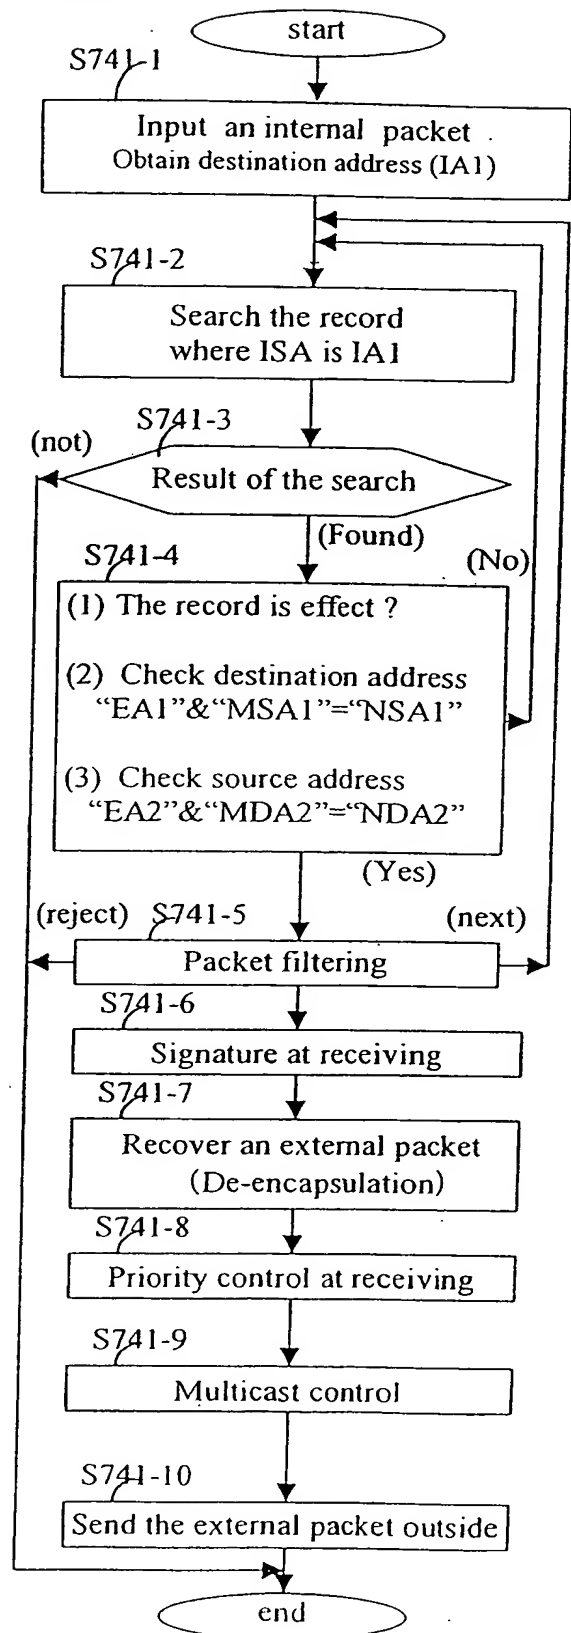 start
S741-1
Input an internal packet
Obtain destination address (IA1)
S741-2
Search the record
where ISA is IA1
S741-3
(not)
Result of the search
(Found)
(No)
S741-4
(1) The record is effect ?
(2) Check destination address
“EA1”&“MSA1”=“NSA1”
(3) Check source address
“EA2”&“MDA2”=“NDA2”
(Yes)
(reject)
S741-5
(next)
Packet filtering
S741-6
Signature at receiving
S741-7
Recover an external packet
(De-encapsulation)
S741-8
Priority control at receiving
S741-9
Multicast control
S741-10
Send the external packet outside
end